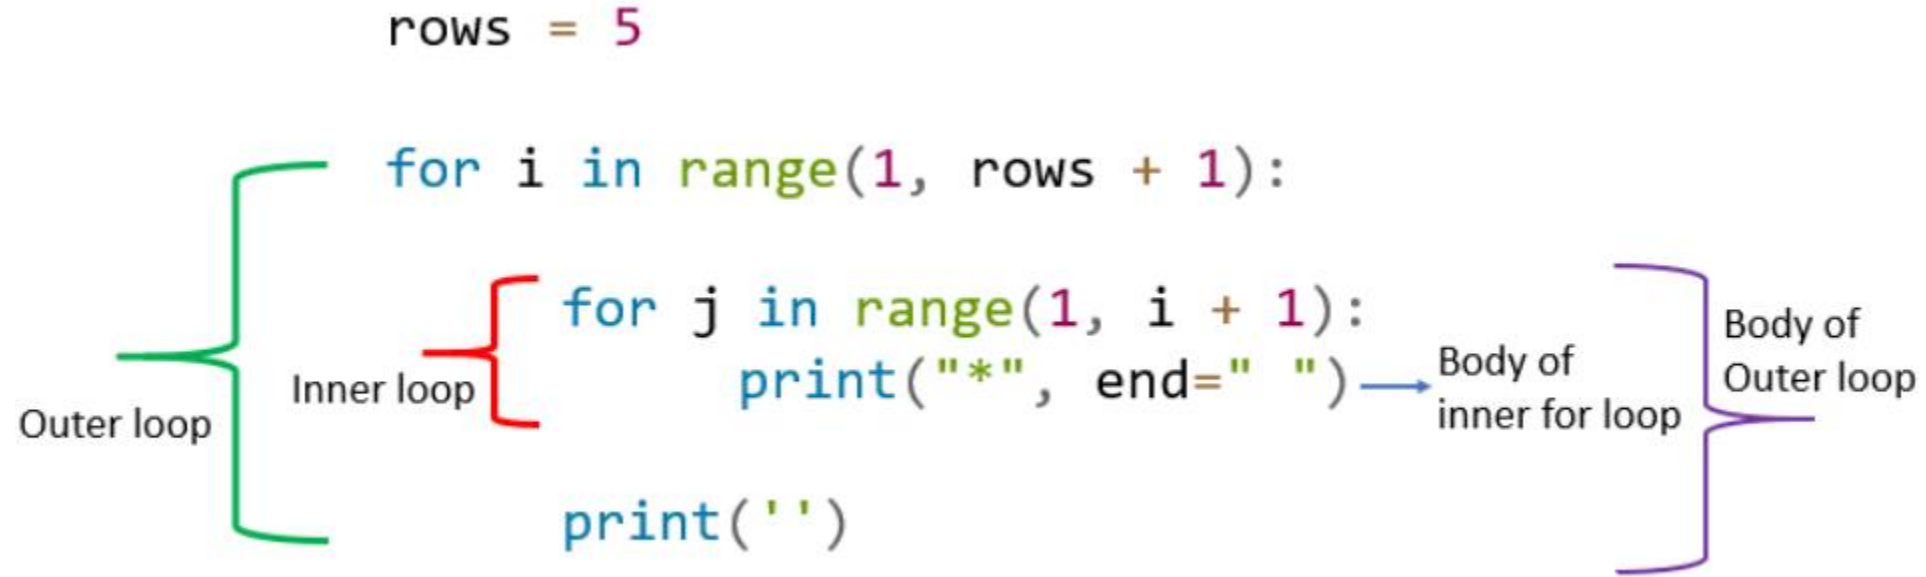 rows = 5
for i in range(1, rows + 1):
for j in range(1, i + 1):
print("*", end=" ")
print('')
Outer loop
Inner loop
Body of
inner for loop
Body of
Outer loop